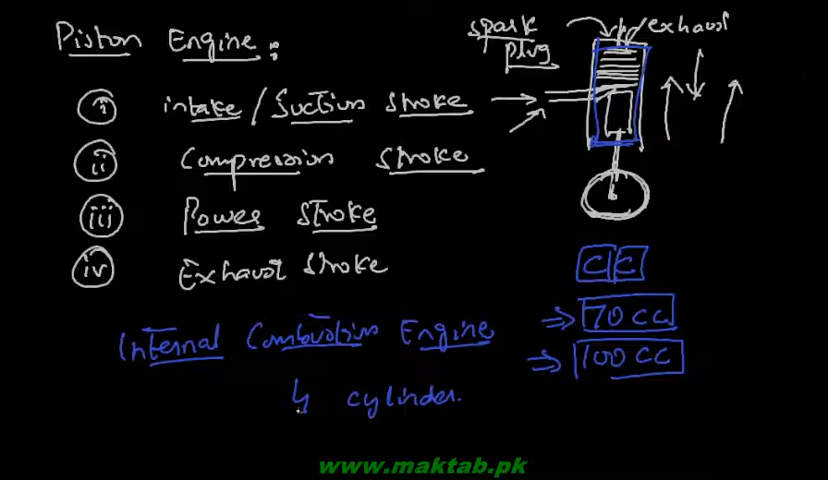 Piston Engine:
spark plug
exhaust
i intake / Suction stroke
ii Compression stroke
iii Power stroke
iv Exhaust stroke
CC
Internal Combustion Engine
⇒ 70 CC
⇒ 100 CC
4 cylinder.
www.maktab.pk